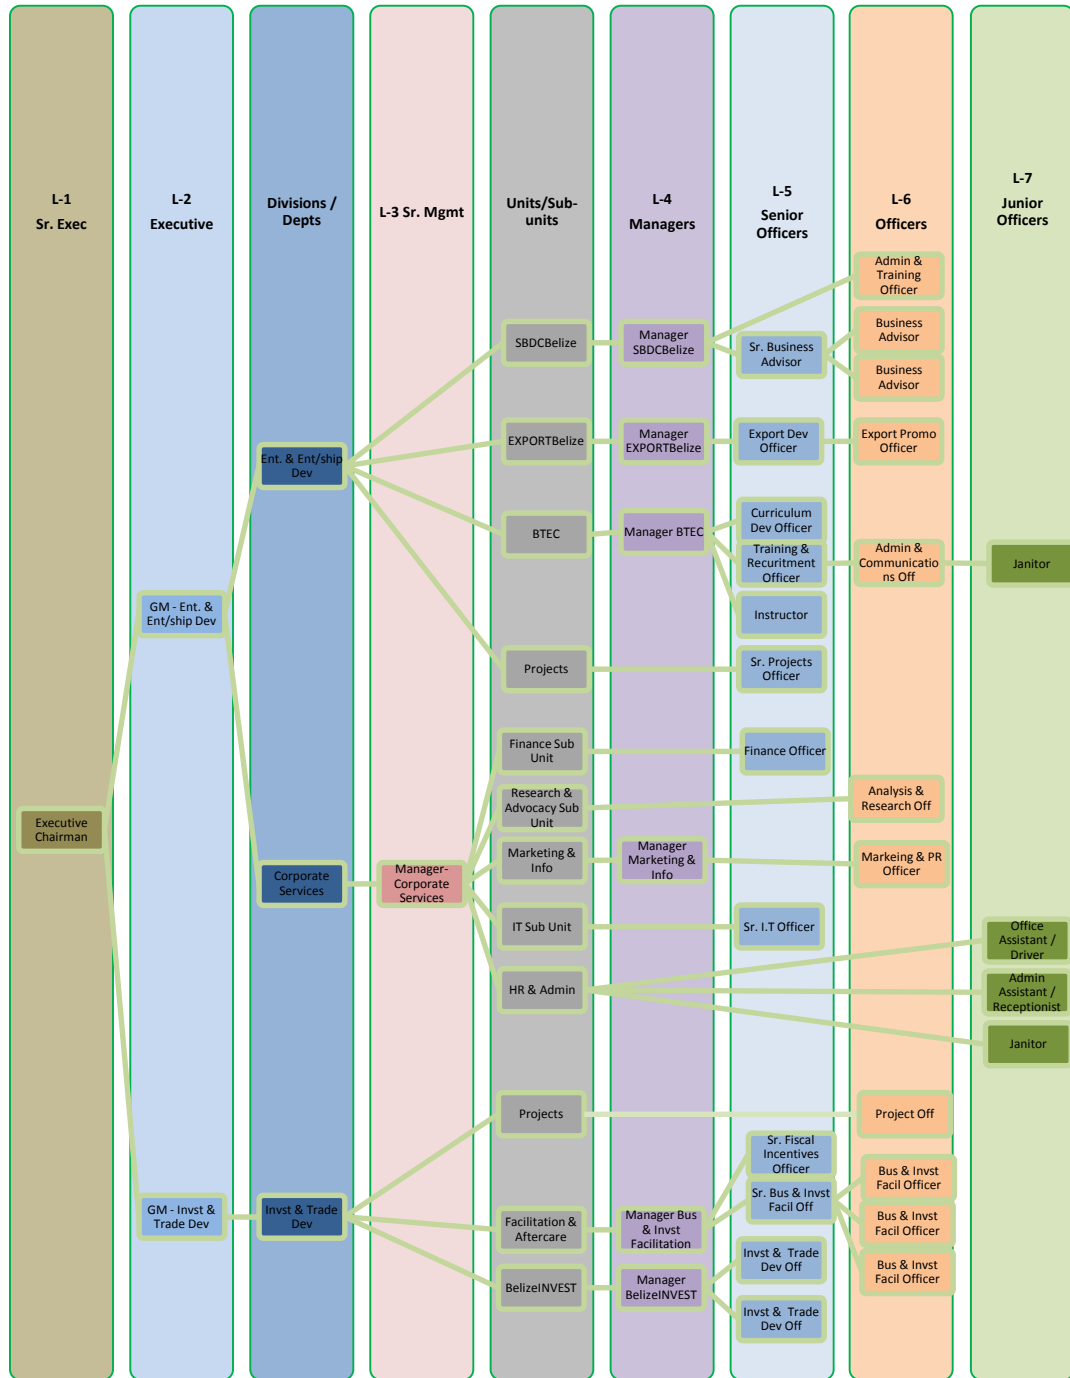 L-1
Sr. Exec
L-2
Executive
Divisions /
Depts
L-3 Sr. Mgmt
Units/Sub-
units
L-4
Managers
L-5
Senior
Officers
L-6
Officers
L-7
Junior
Officers
Executive
Chairman
GM - Ent. &
Ent/ship Dev
GM - Invst &
Trade Dev
Ent. & Ent/ship
Dev
Corporate
Services
Invst & Trade
Dev
Manager-
Corporate
Services
SBDCBelize
EXPORTBelize
BTEC
Projects
Finance Sub
Unit
Research &
Advocacy Sub
Unit
Marketing &
Info
IT Sub Unit
HR & Admin
Projects
Facilitation &
Aftercare
BelizeINVEST
Manager
SBDCBelize
Manager
EXPORTBelize
Manager BTEC
Manager
Marketing &
Info
Manager Bus
& Invst
Facilitation
Manager
BelizeINVEST
Sr. Business
Advisor
Export Dev
Officer
Curriculum
Dev Officer
Training &
Recuritment
Officer
Instructor
Sr. Projects
Officer
Finance Officer
Sr. I.T Officer
Sr. Fiscal
Incentives
Officer
Sr. Bus & Invst
Facil Off
Invst &  Trade
Dev Off
Invst &  Trade
Dev Off
Admin &
Training
Officer
Business
Advisor
Business
Advisor
Export Promo
Officer
Admin &
Communicatio
ns Off
Analysis &
Research Off
Markeing & PR
Officer
Project Off
Bus & Invst
Facil Officer
Bus & Invst
Facil Officer
Bus & Invst
Facil Officer
Janitor
Office
Assistant /
Driver
Admin
Assistant /
Receptionist
Janitor